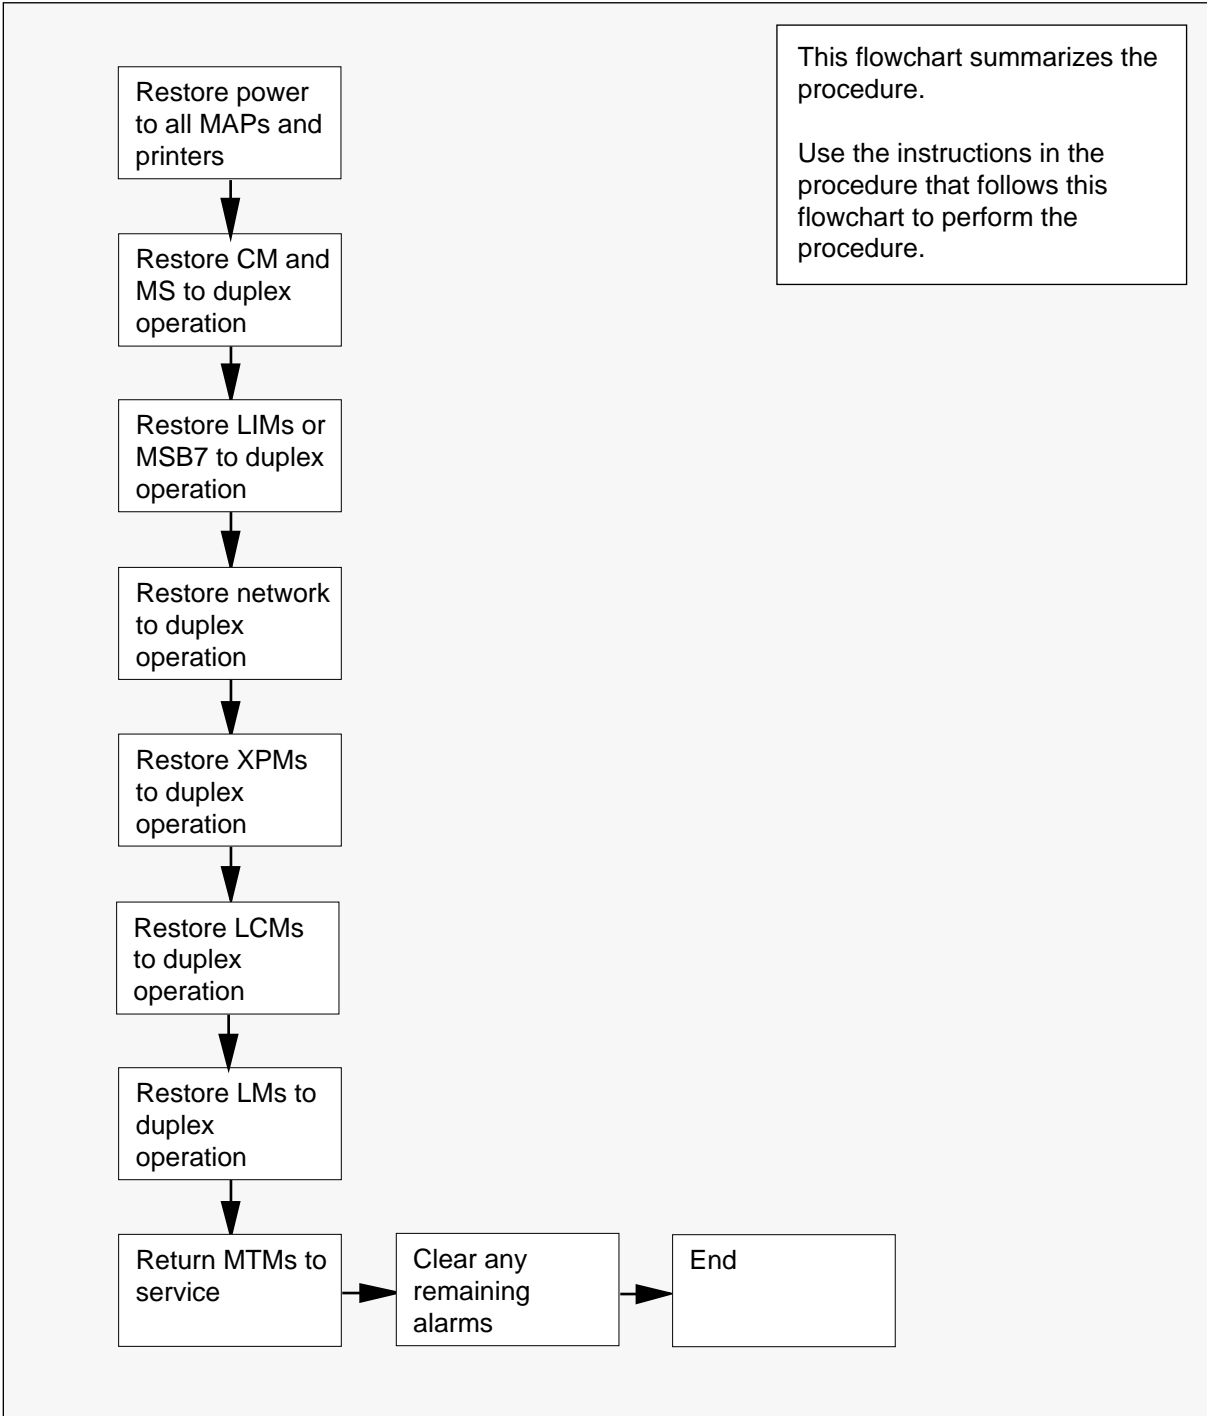 This flowchart summarizes the
procedure.
Use the instructions in the
procedure that follows this
flowchart to perform the
procedure.
Restore power
to all MAPs and
printers
Restore CM and
MS to duplex
operation
Restore LIMs or
MSB7 to duplex
operation
Restore network
to duplex
operation
Restore XPMs
to duplex
operation
Restore LCMs
to duplex
operation
Restore LMs to
duplex
operation
Return MTMs to
service
Clear any
remaining
alarms
End